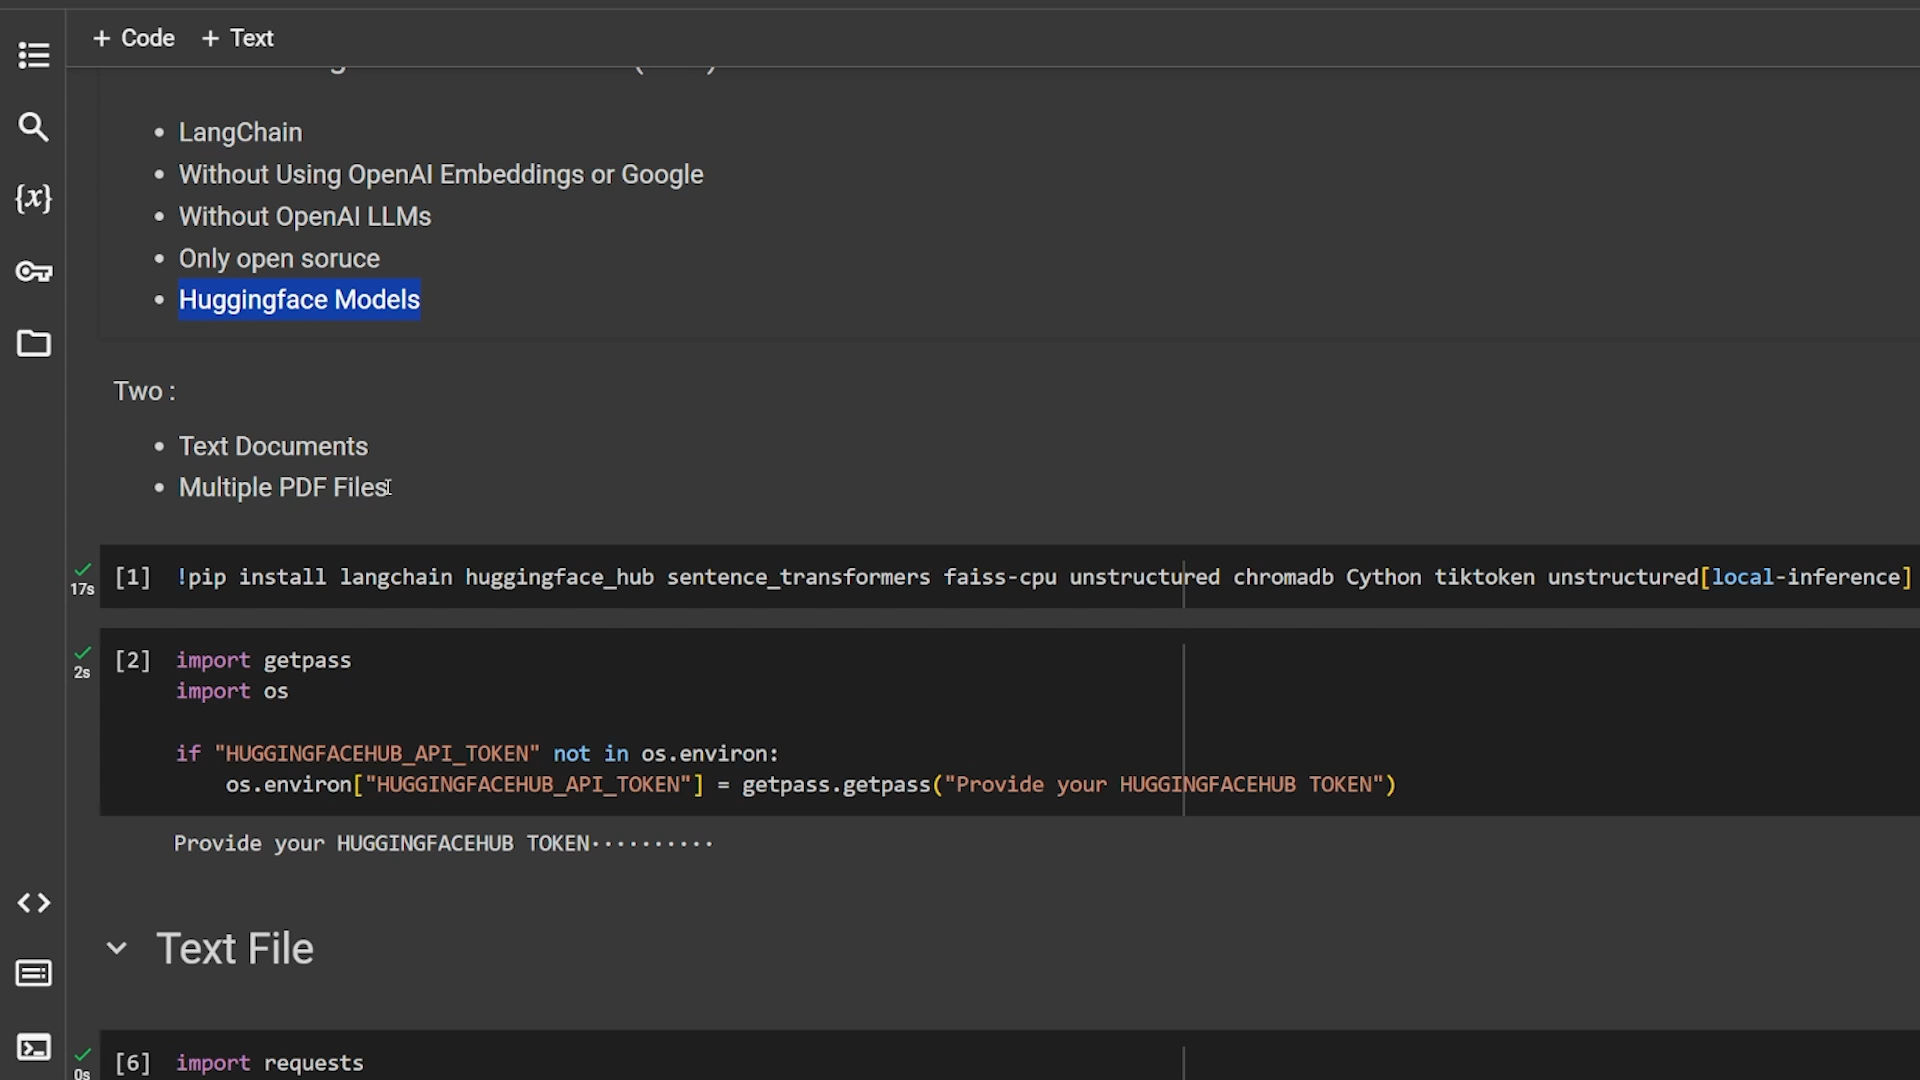 + Code + Text
LangChain
Without Using OpenAI Embeddings or Google
Without OpenAI LLMs
Only open soruce
Huggingface Models
Two :
Text Documents
Multiple PDF Files
17s [1] !pip install langchain huggingface_hub sentence_transformers faiss-cpu unstructured chromadb Cython tiktoken unstructured[local-inference]
2s [2] import getpass
import os
if "HUGGINGFACEHUB_API_TOKEN" not in os.environ:
os.environ["HUGGINGFACEHUB_API_TOKEN"] = getpass.getpass("Provide your HUGGINGFACEHUB TOKEN")
Provide your HUGGINGFACEHUB TOKEN··········
Text File
0s [6] import requests